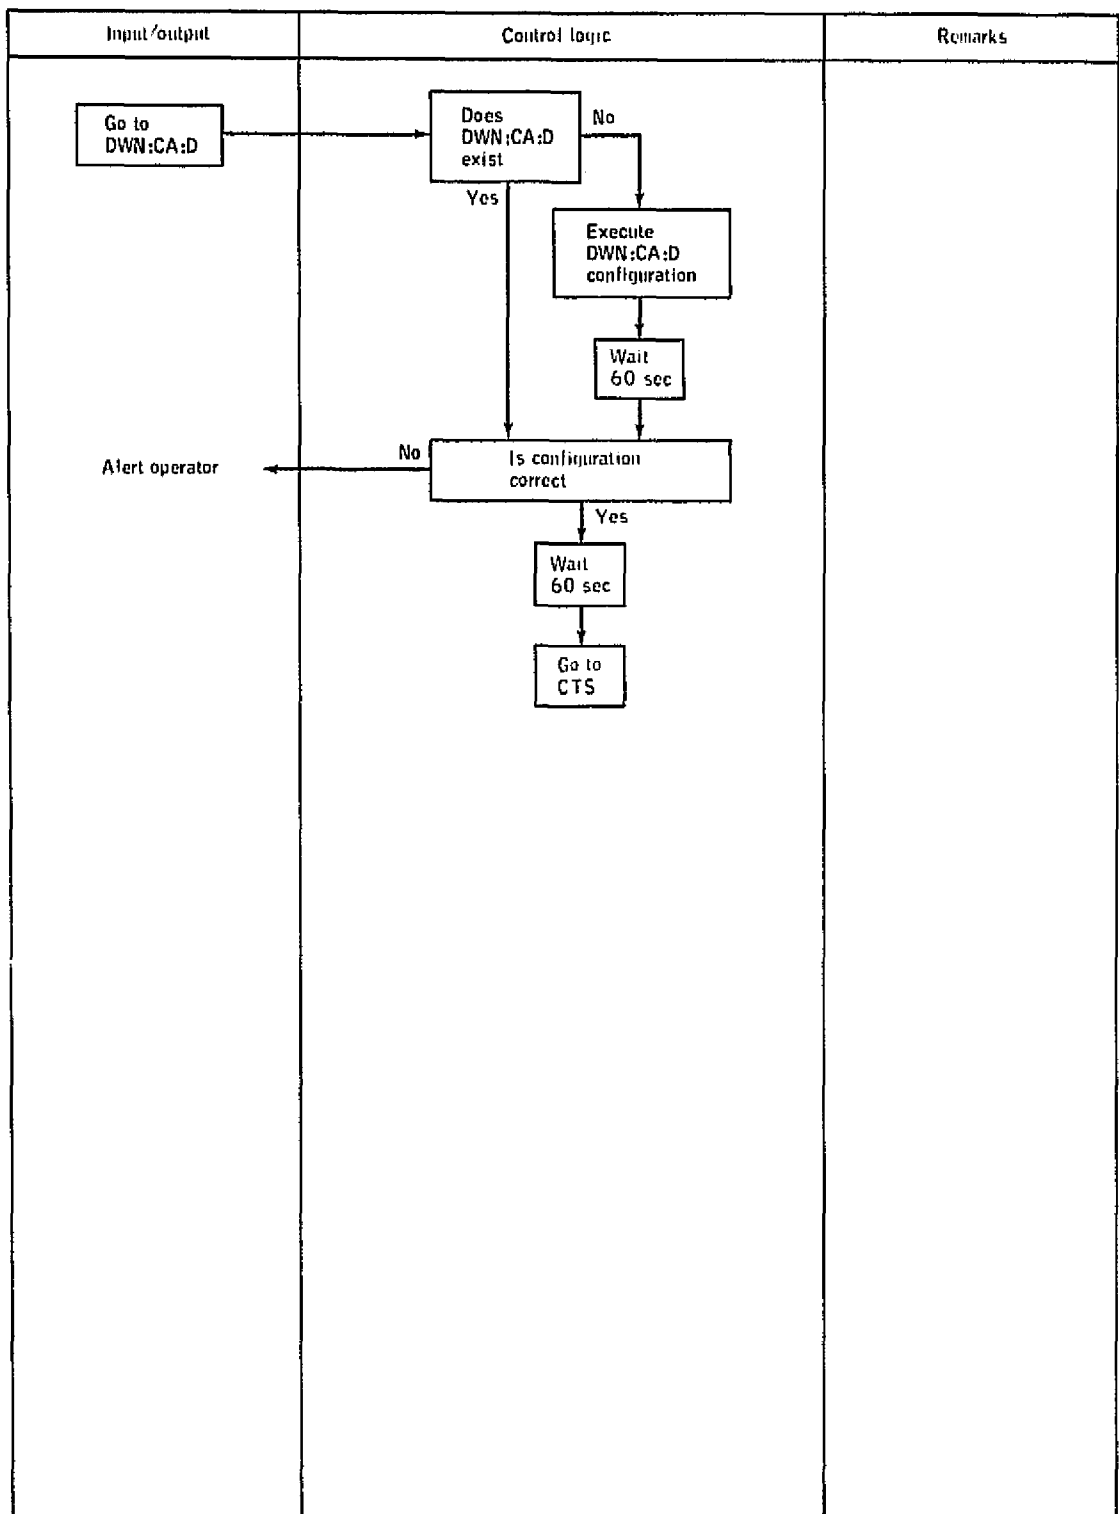 Input/output
Control logic
Remarks
Go to
DWN:CA:D
Does
DWN:CA:D
exist
No
Yes
Execute
DWN:CA:D
configuration
Wait
60 sec
Alert operator
No
Is configuration
correct
Yes
Wait
60 sec
Go to
CTS